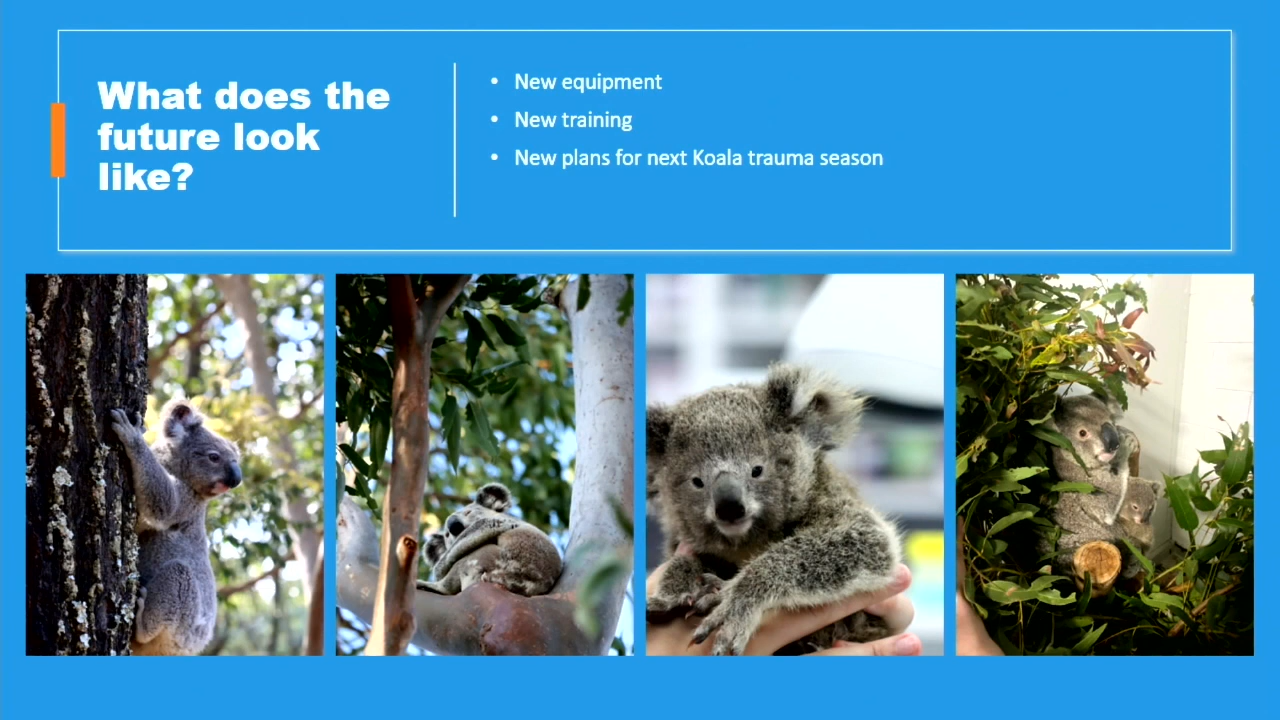 What does the
future look
like?
• New equipment
• New training
• New plans for next Koala trauma season